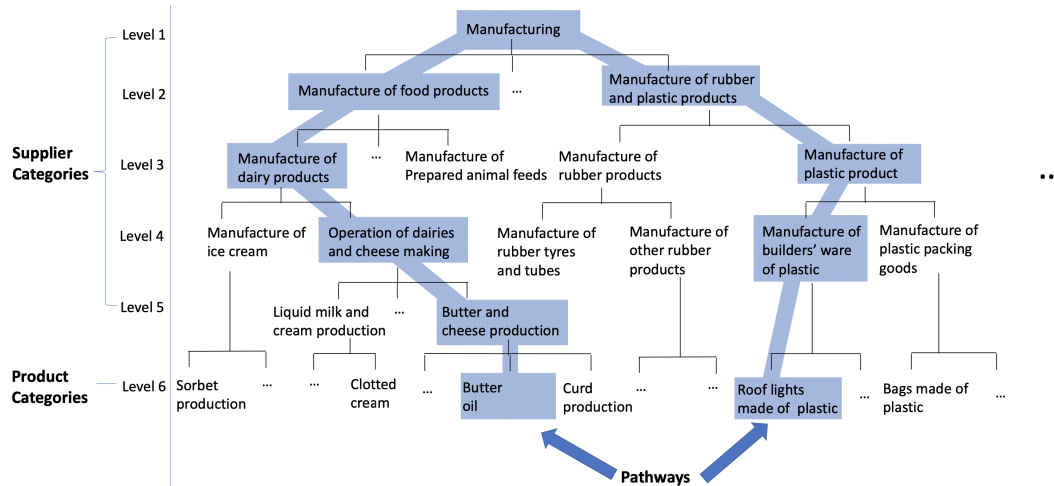 Level 1
Manufacturing
Level 2
Manufacture of food products
...
Manufacture of rubber
and plastic products
Supplier
Categories
Level 3
Manufacture of
dairy products
...
Manufacture of
Prepared animal feeds
Manufacture of
rubber products
Manufacture of
plastic product
..
Level 4
Manufacture of
ice cream
Operation of dairies
and cheese making
Manufacture of
rubber tyres
and tubes
Manufacture of
other rubber
products
Manufacture of
builders’ ware
of plastic
Manufacture of
plastic packing
goods
Level 5
Liquid milk and
cream production
...
Butter and
cheese production
Product
Categories
Level 6
Sorbet
production
...
...
Clotted
cream
...
Butter
oil
Curd
production
...
...
Roof lights
made of plastic
...
Bags made of
plastic
...
Pathways